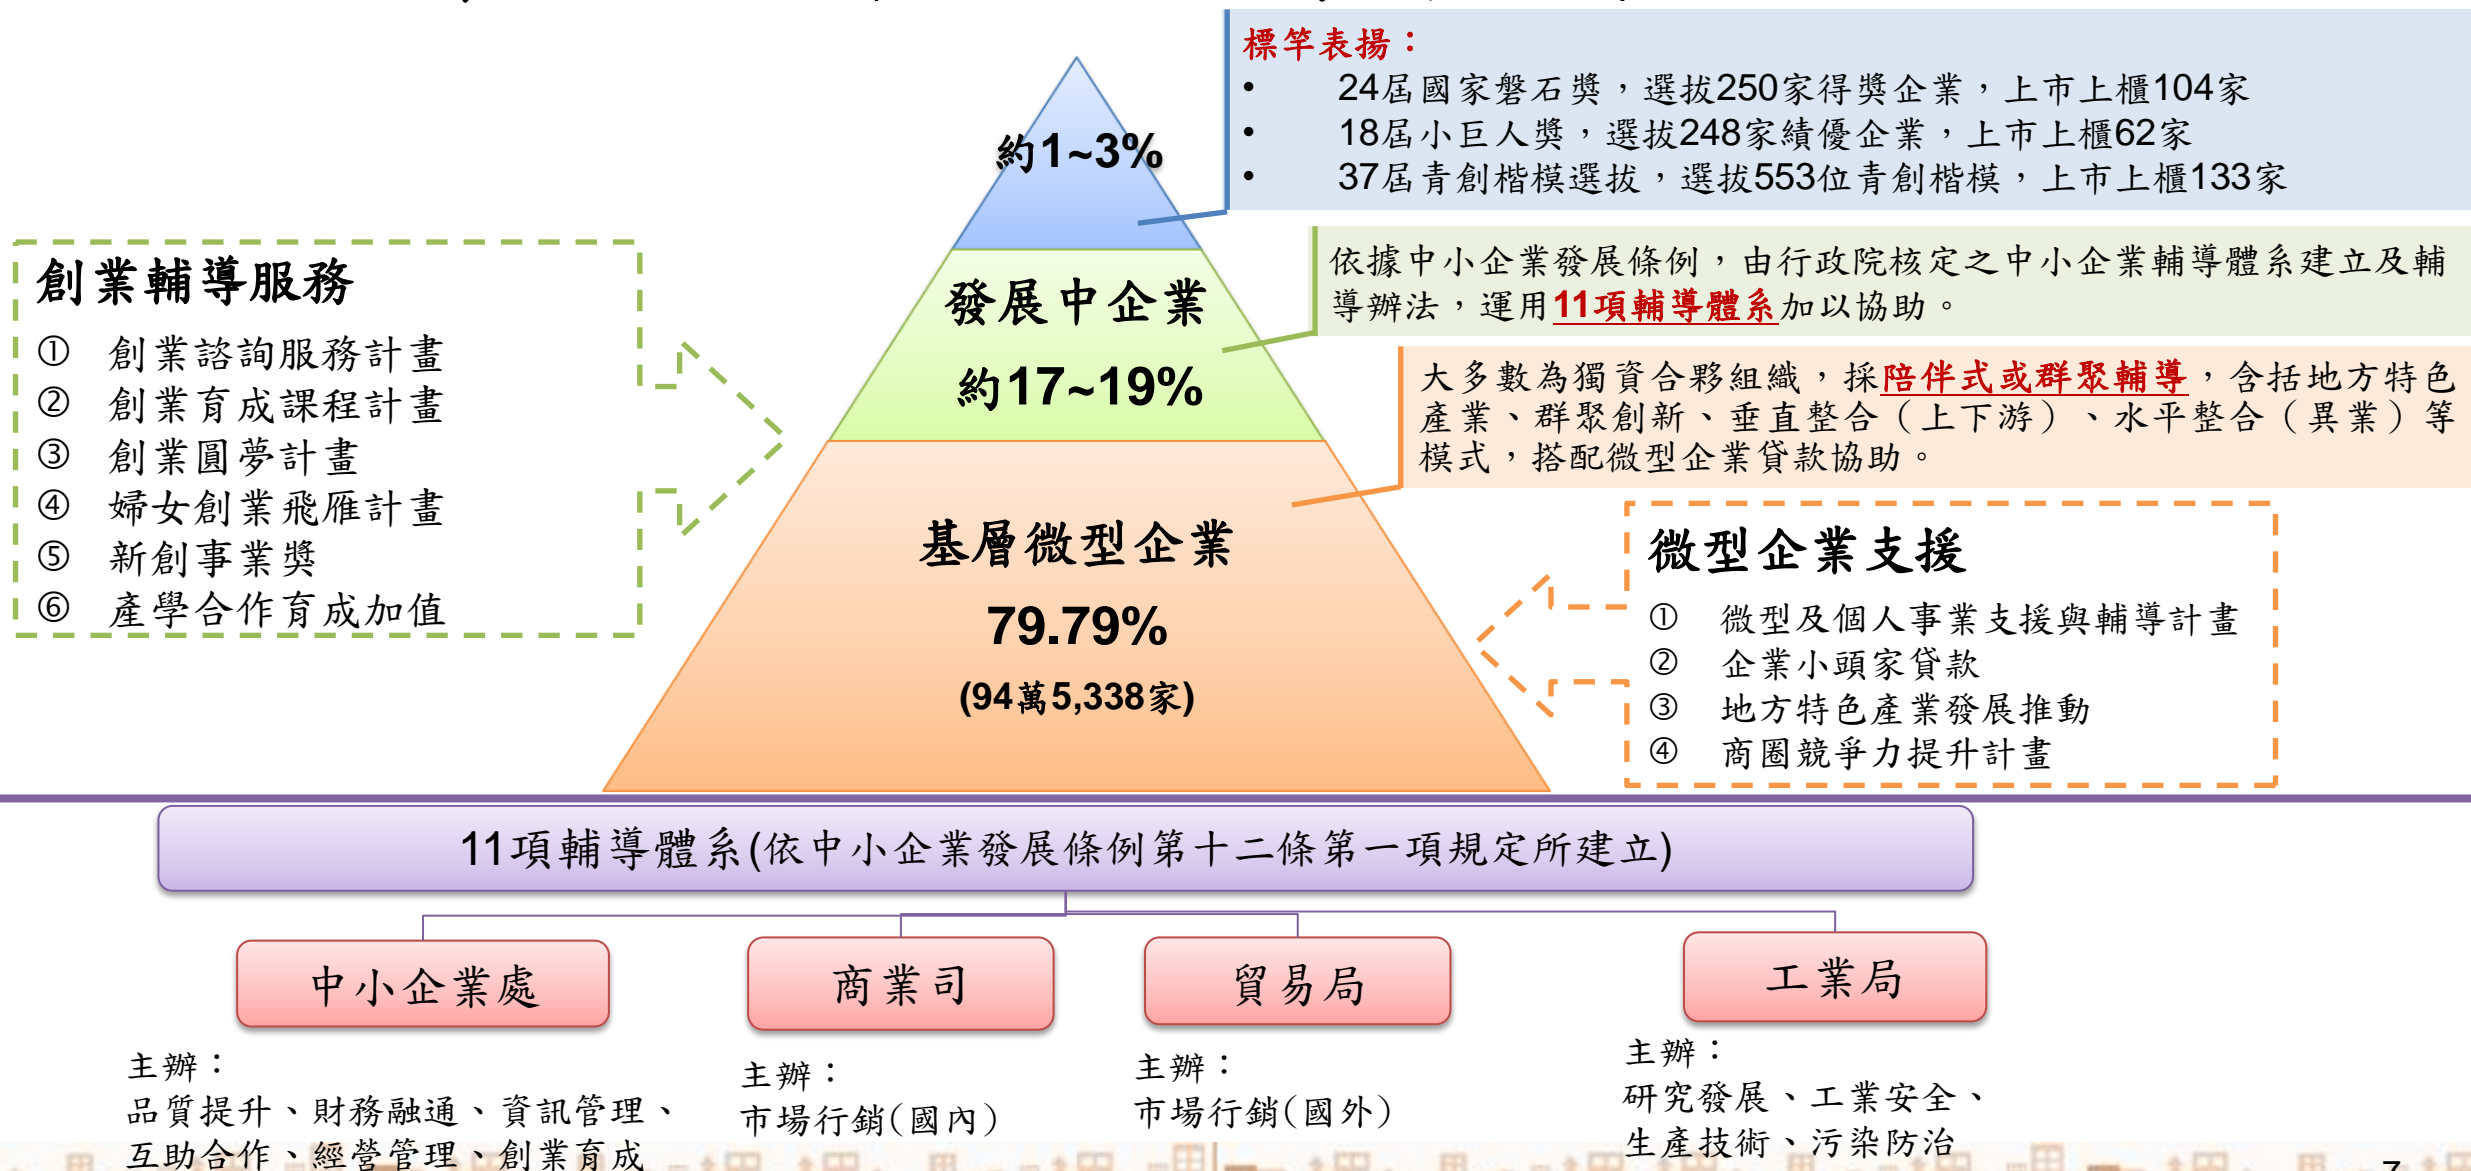 標竿表揚：
• 24屆國家磐石獎，選拔250家得獎企業，上市上櫃104家
• 18屆小巨人獎，選拔248家績優企業，上市上櫃62家
• 37屆青創楷模選拔，選拔553位青創楷模，上市上櫃133家
約1~3%
依據中小企業發展條例，由行政院核定之中小企業輔導體系建立及輔
導辦法，運用11項輔導體系加以協助。
發展中企業
約17~19%
大多數為獨資合夥組織，採陪伴式或群聚輔導，含括地方特色
產業、群聚創新、垂直整合（上下游）、水平整合（異業）等
模式，搭配微型企業貸款協助。
基層微型企業
79.79%
(94萬5,338家)
創業輔導服務
① 創業諮詢服務計畫
② 創業育成課程計畫
③ 創業圓夢計畫
④ 婦女創業飛雁計畫
⑤ 新創事業獎
⑥ 產學合作育成加值
微型企業支援
① 微型及個人事業支援與輔導計畫
② 企業小頭家貸款
③ 地方特色產業發展推動
④ 商圈競爭力提升計畫
11項輔導體系(依中小企業發展條例第十二條第一項規定所建立)
中小企業處
主辦：
品質提升、財務融通、資訊管理、
互助合作、經營管理、創業育成
商業司
主辦：
市場行銷(國內)
貿易局
主辦：
市場行銷(國外)
工業局
主辦：
研究發展、工業安全、
生產技術、污染防治